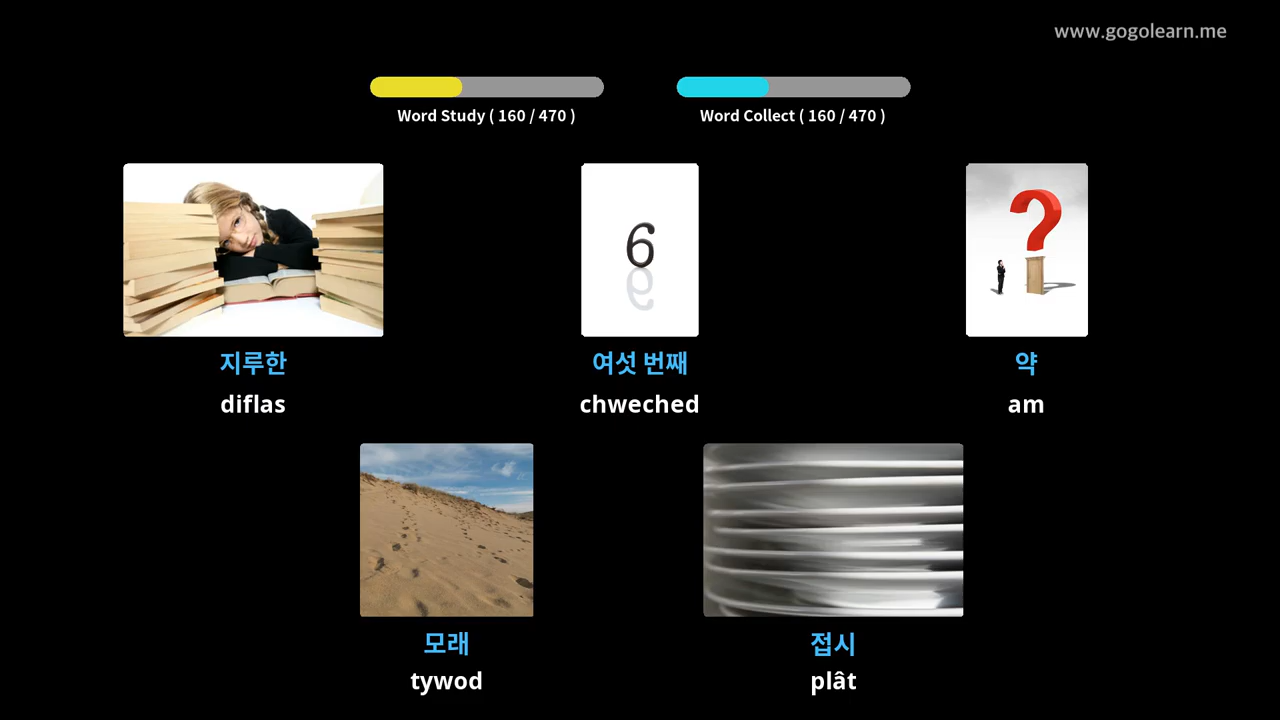 www.gogolearn.me
Word Study ( 160 / 470 )
Word Collect ( 160 / 470 )
6
지루한
여섯 번째
약
diflas
chweched
am
모래
접시
tywod
plât